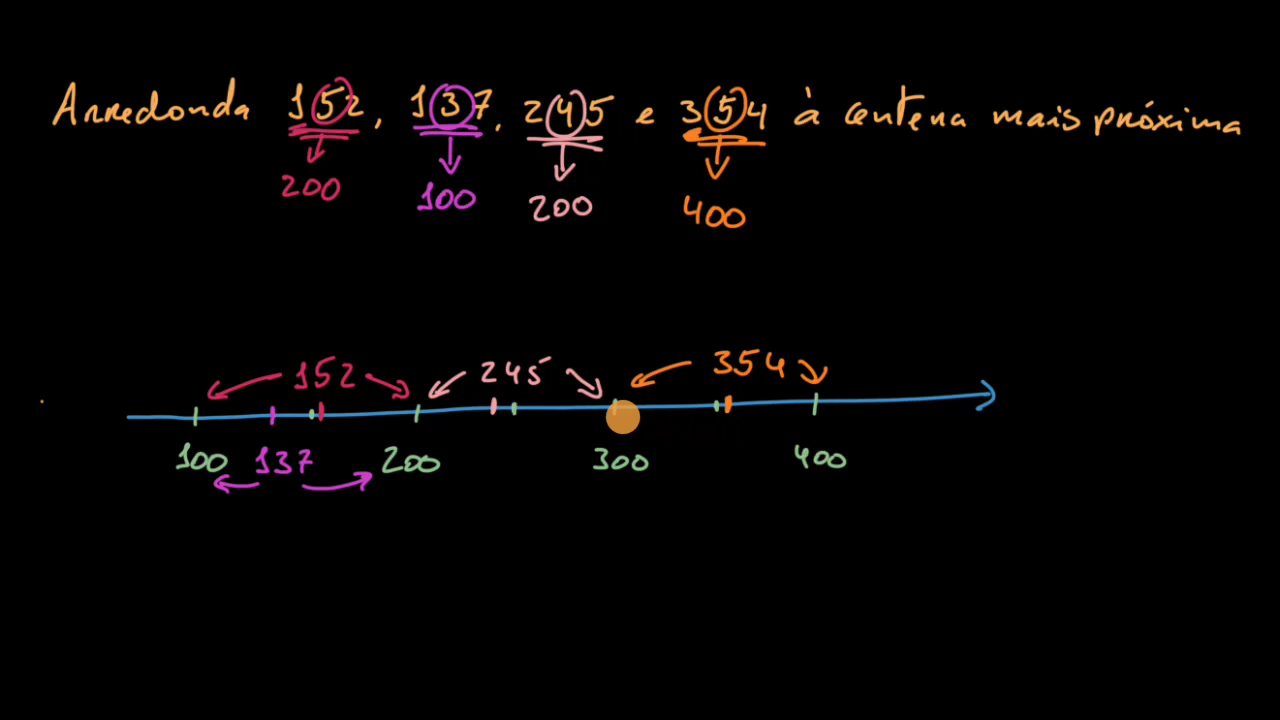 Arredonda 152, 137, 245 e 354 à centena mais próxima
200 100 200 400
152 245 354
100 137 200 300 400